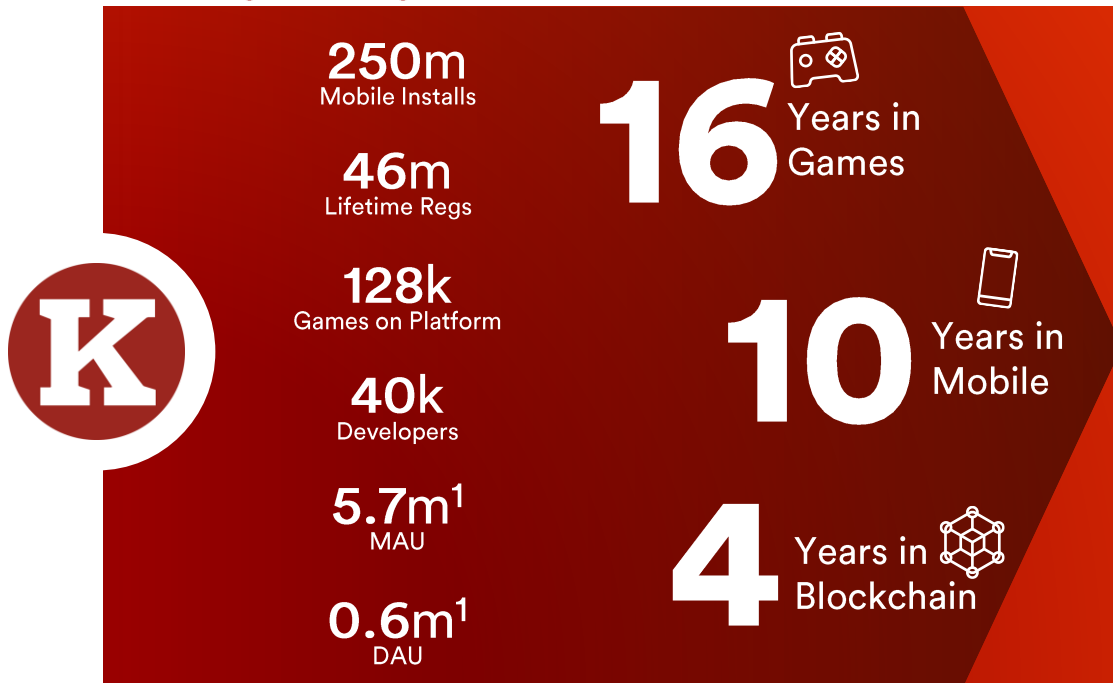 K
250m
Mobile Installs
46m
Lifetime Regs
128k
Games on Platform
40k
Developers
5.7m¹
MAU
0.6m¹
DAU
16
Years in
Games
10
Years in
Mobile
4
Years in
Blockchain